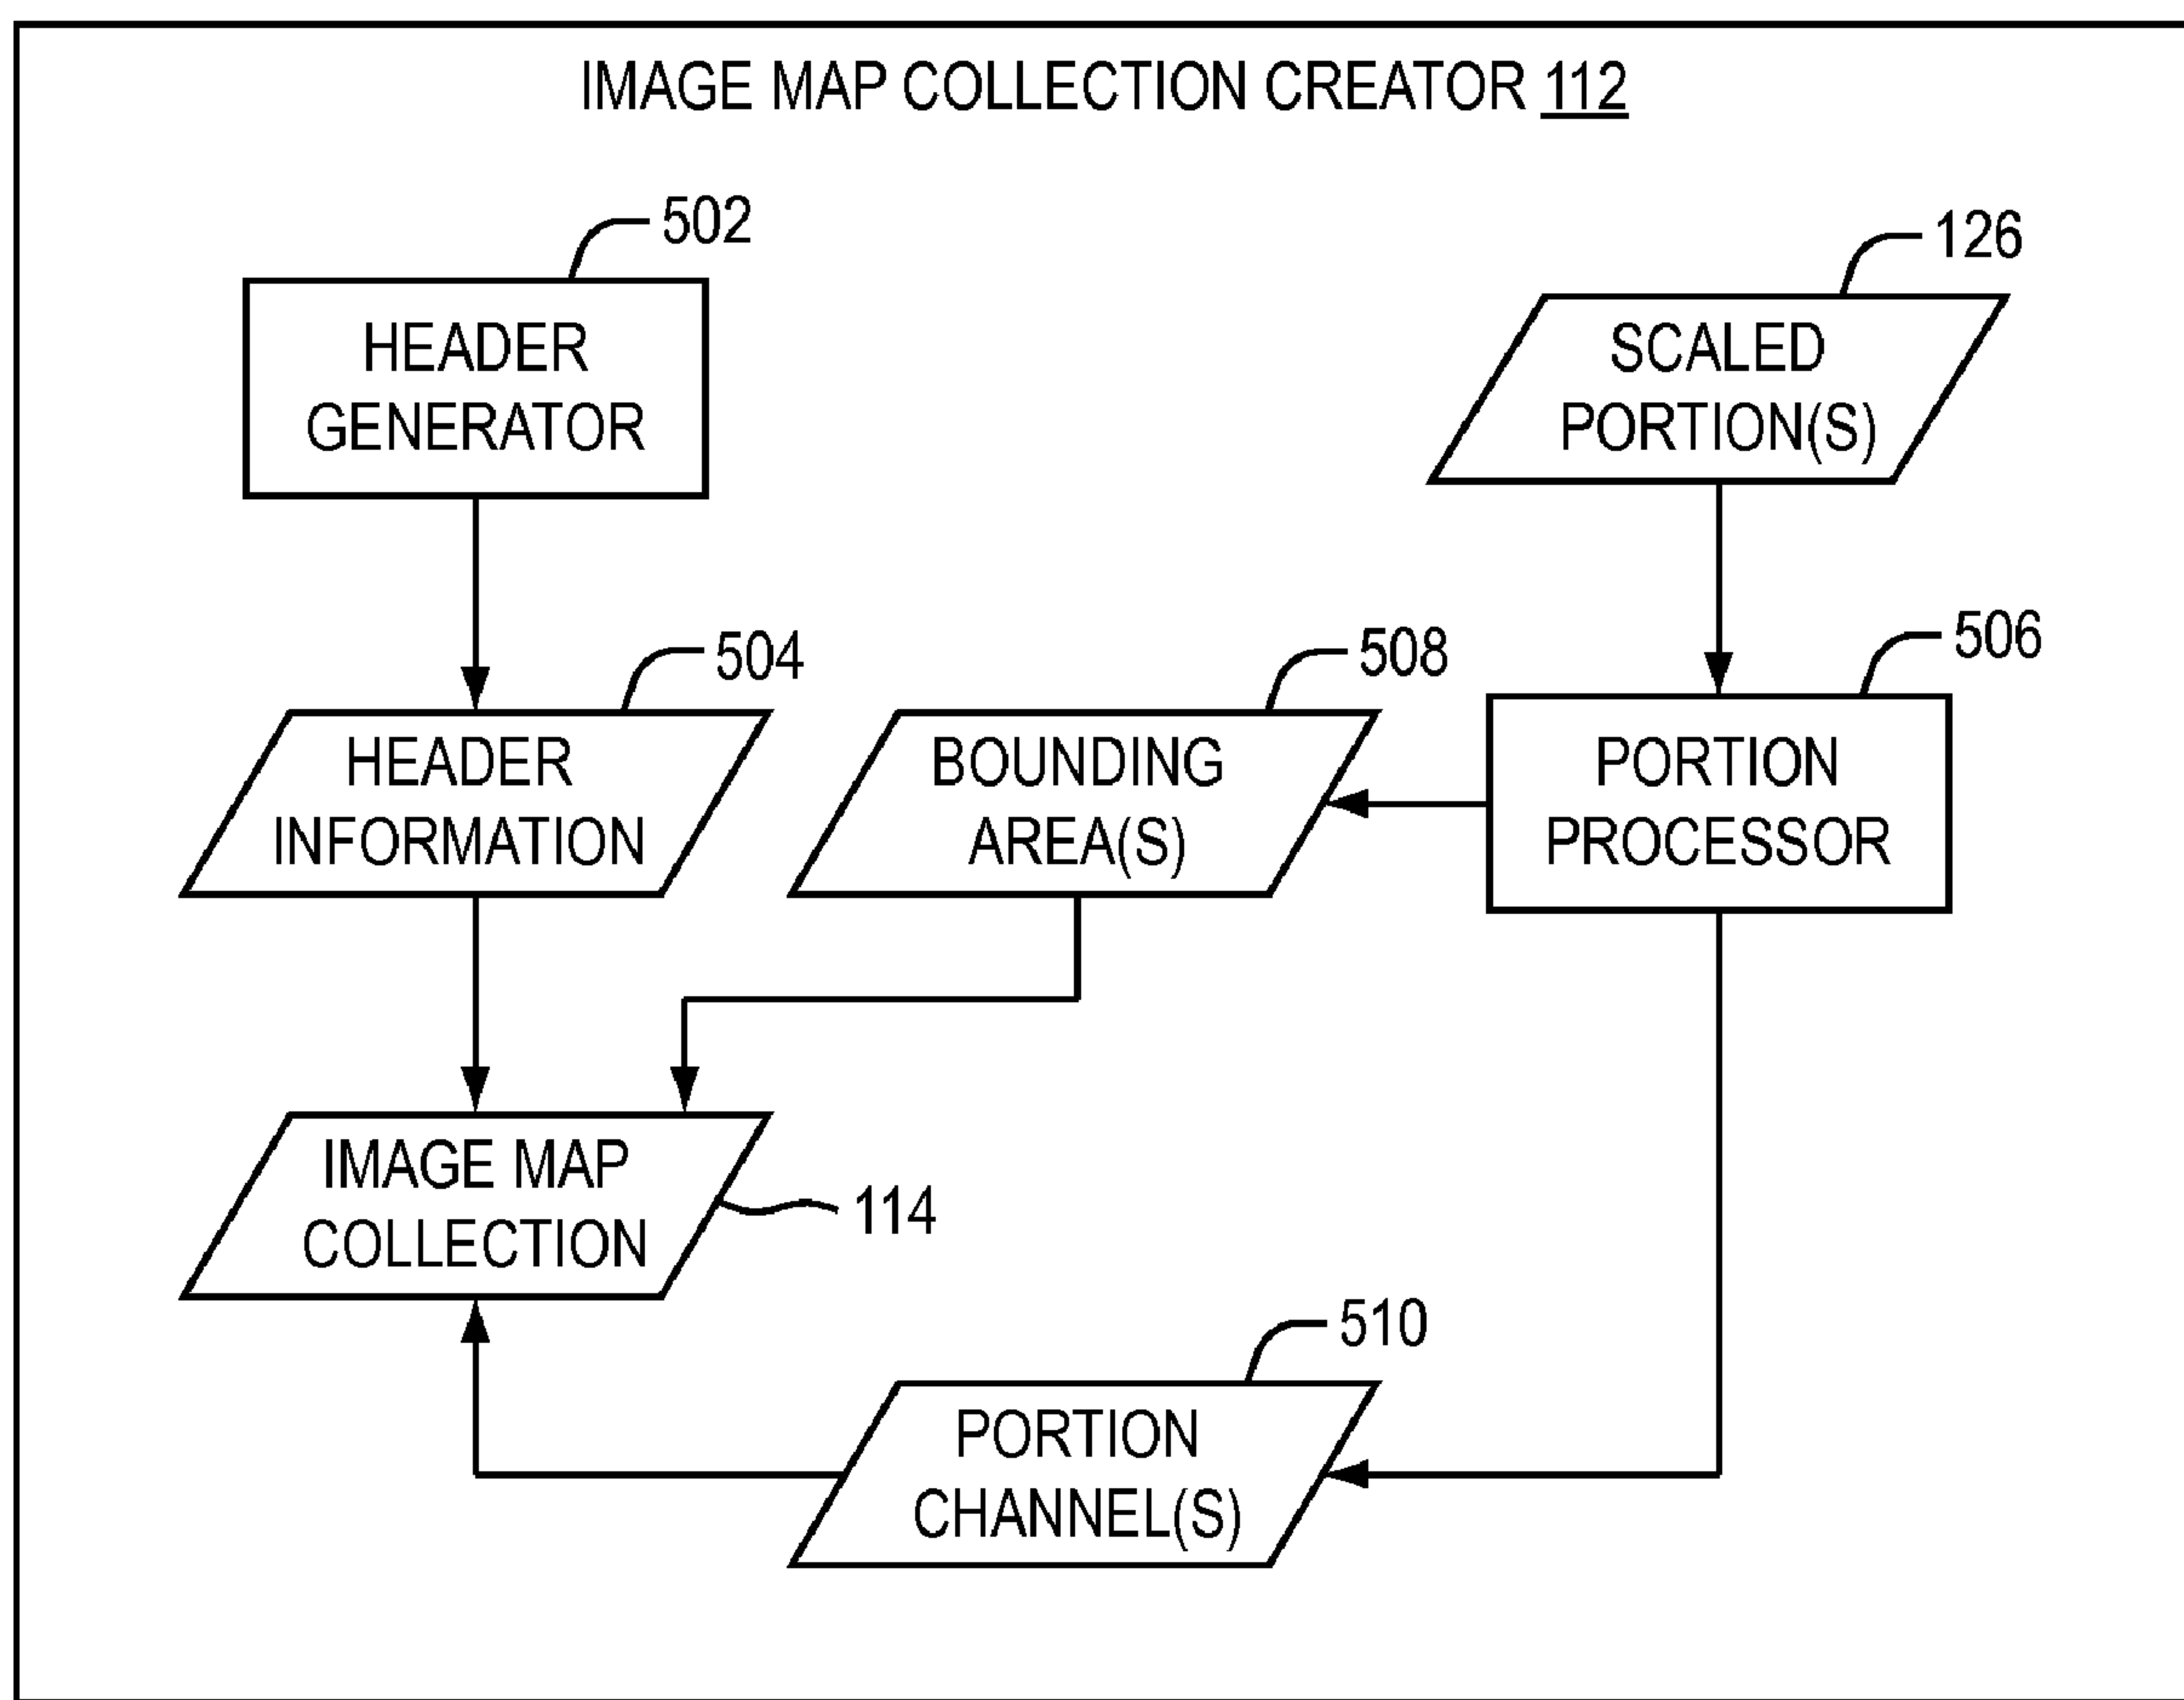 IMAGE MAP COLLECTION CREATOR 112
502
126
HEADER
GENERATOR
SCALED
PORTION(S)
504
508
506
HEADER
INFORMATION
BOUNDING
AREA(S)
PORTION
PROCESSOR
IMAGE MAP
COLLECTION
114
510
PORTION
CHANNEL(S)